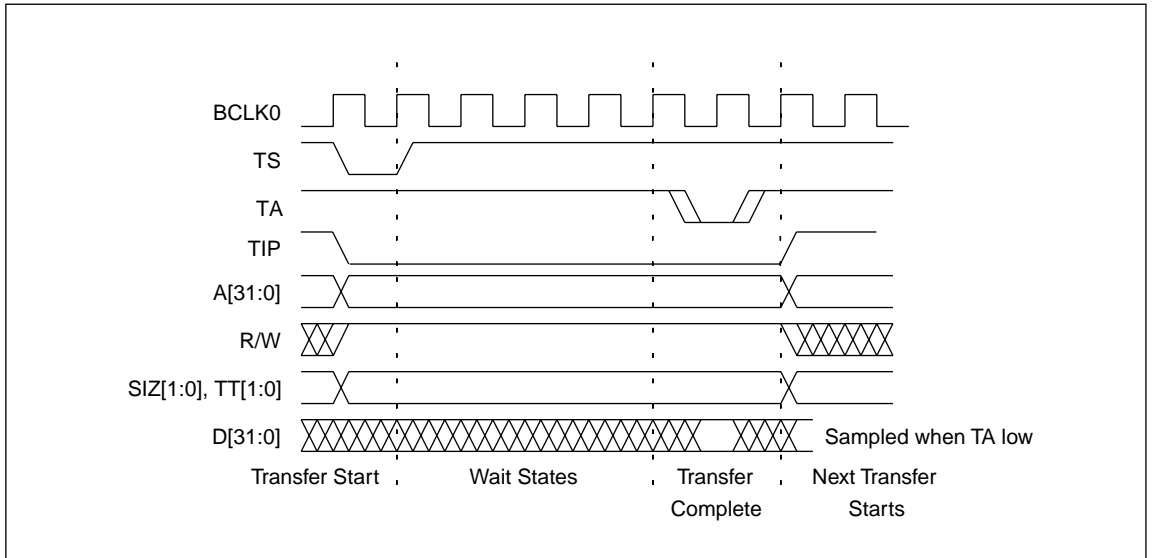 BCLK0
TS
TA
TIP
A[31:0]
R/W
SIZ[1:0], TT[1:0]
D[31:0]
Sampled when TA low
Transfer Start
Wait States
Transfer
Complete
Next Transfer
Starts